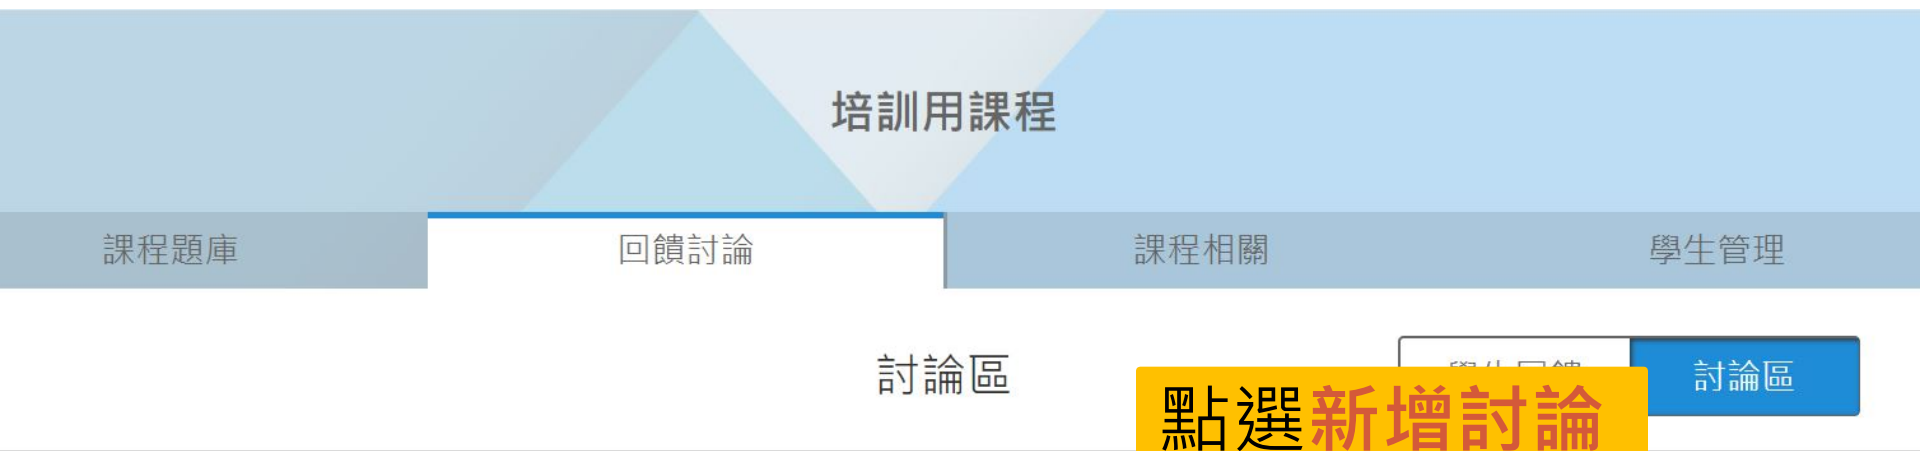 培訓用課程
課程題庫 回饋討論 課程相關 學生管理
討論區 討論區
點選新增討論